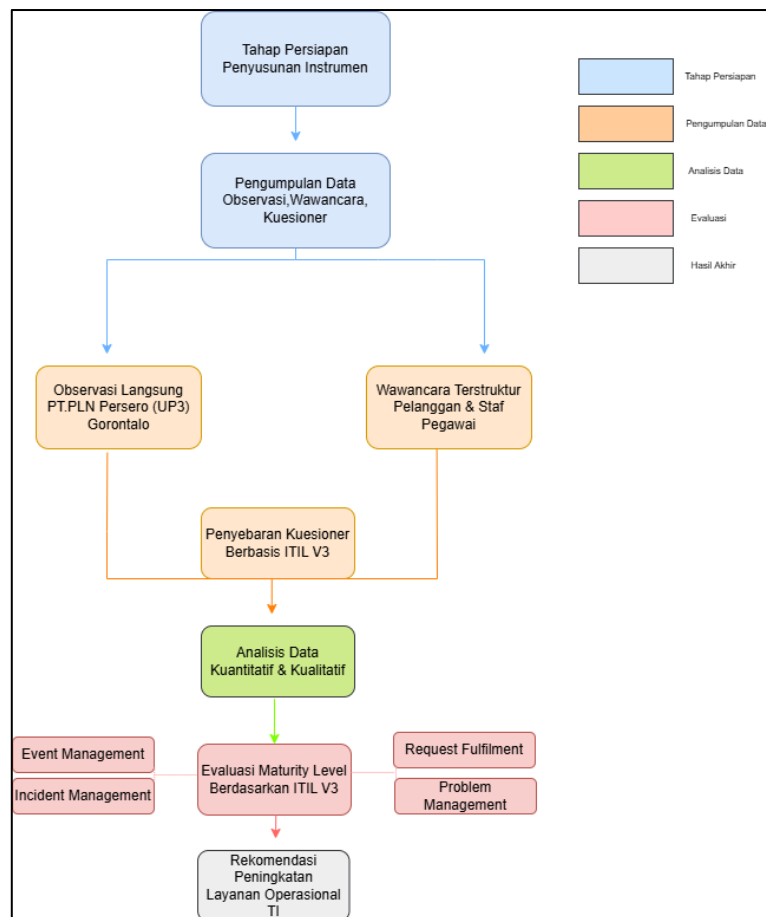 Tahap Persiapan
Penyusunan Instrumen
Tahap Persiapan
Pengumpulan Data
Analisis Data
Evaluasi
Hasil Akhir
Pengumpulan Data
Observasi,Wawancara,
Kuesioner
Observasi Langsung
PT.PLN Persero (UP3)
Gorontalo
Wawancara Terstruktur
Pelanggan & Staf
Pegawai
Penyebaran Kuesioner
Berbasis ITIL V3
Analisis Data
Kuantitatif & Kualitatif
Event Management
Incident Management
Evaluasi Maturity Level
Berdasarkan ITIL V3
Request Fulfilment
Problem
Management
Rekomendasi
Peningkatan
Layanan Operasional
TI